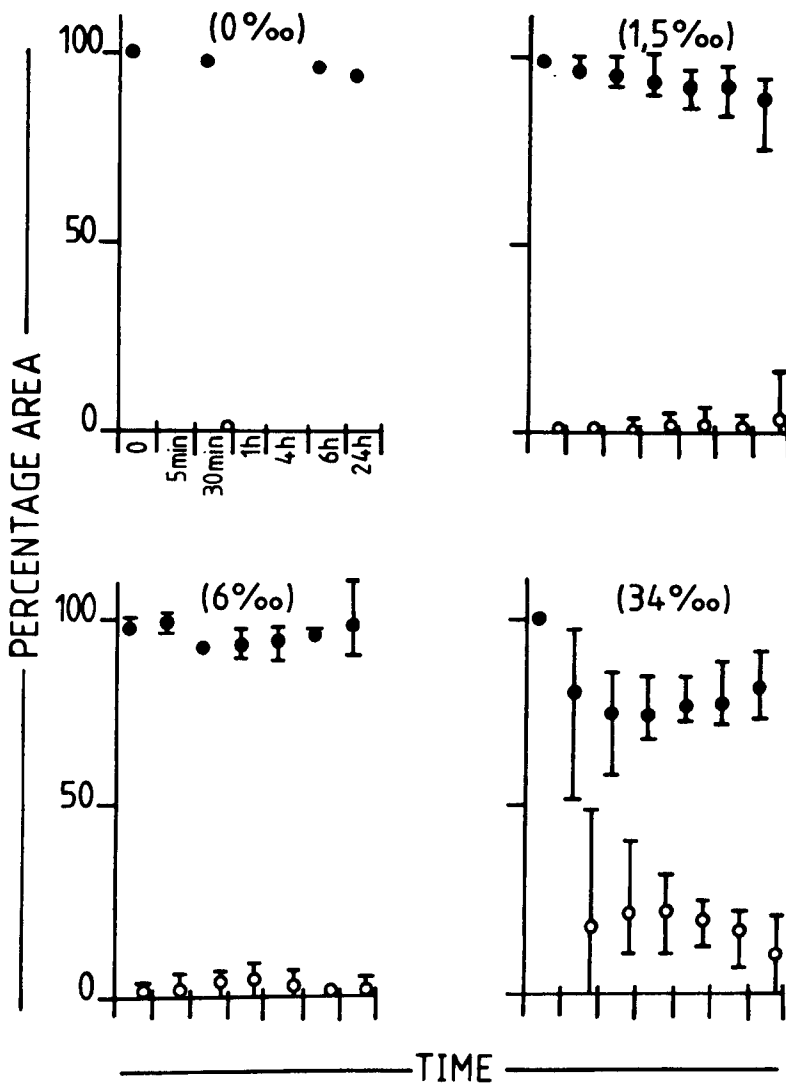 PERCENTAGE AREA
(0‰)
100
50
0
0
5min
30min
1h
4h
6h
24h
(1,5‰)
(6‰)
100
50
0
(34‰)
TIME